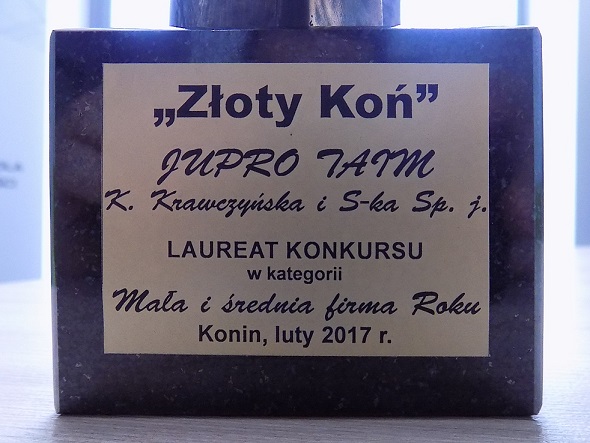 „Złoty Koń”
JUPRO TAIM
K. Krawczyńska i S-ka Sp. j.
LAUREAT KONKURSU
w kategorii
Mała i średnia firma Roku
Konin, luty 2017 r.